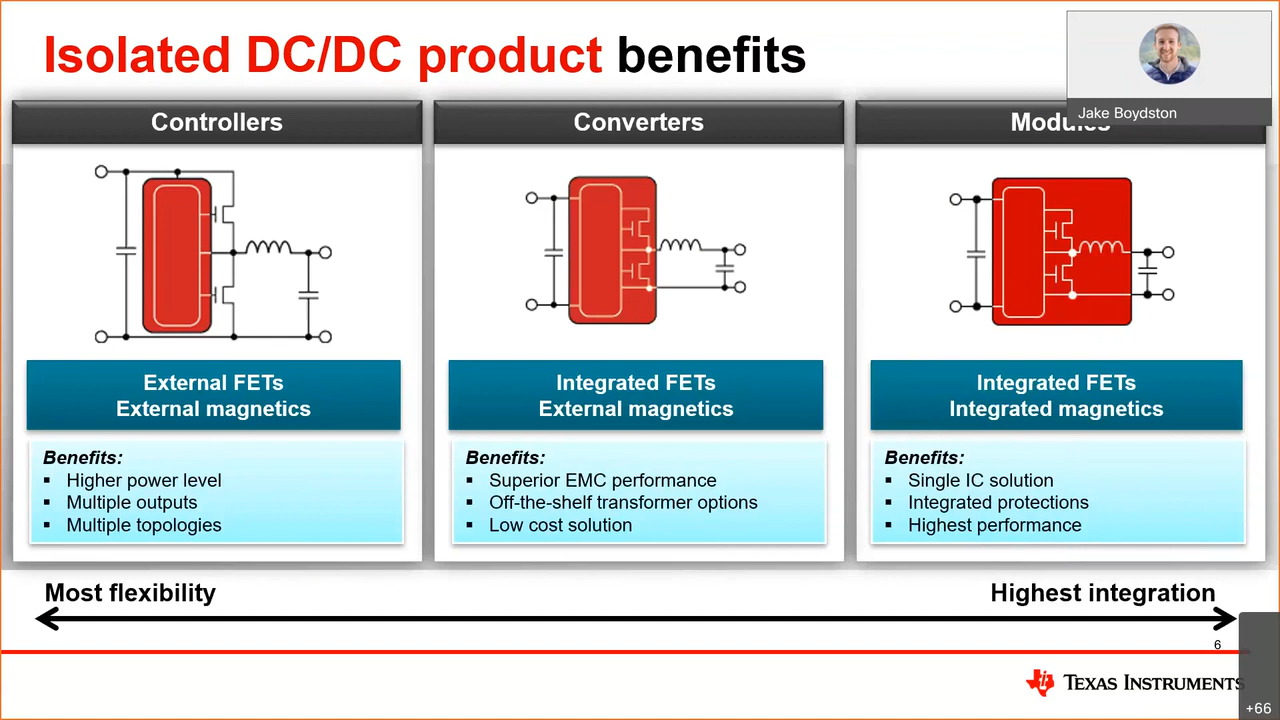 Isolated DC/DC product benefits
Jake Boydston
Controllers
External FETs
External magnetics
Benefits:
▪ Higher power level
▪ Multiple outputs
▪ Multiple topologies
Converters
Integrated FETs
External magnetics
Benefits:
▪ Superior EMC performance
▪ Off-the-shelf transformer options
▪ Low cost solution
Modules
Integrated FETs
Integrated magnetics
Benefits:
▪ Single IC solution
▪ Integrated protections
▪ Highest performance
Most flexibility
Highest integration
6
TEXAS INSTRUMENTS
+66